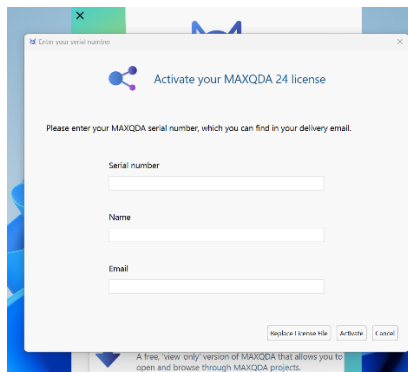 Enter your serial number
Activate your MAXQDA 24 license
Please enter your MAXQDA serial number, which you can find in your delivery email.
Serial number
Name
Email
Replace License File
Activate
Cancel
A free, 'view only' version of MAXQDA that allows you to
open and browse through MAXQDA projects.